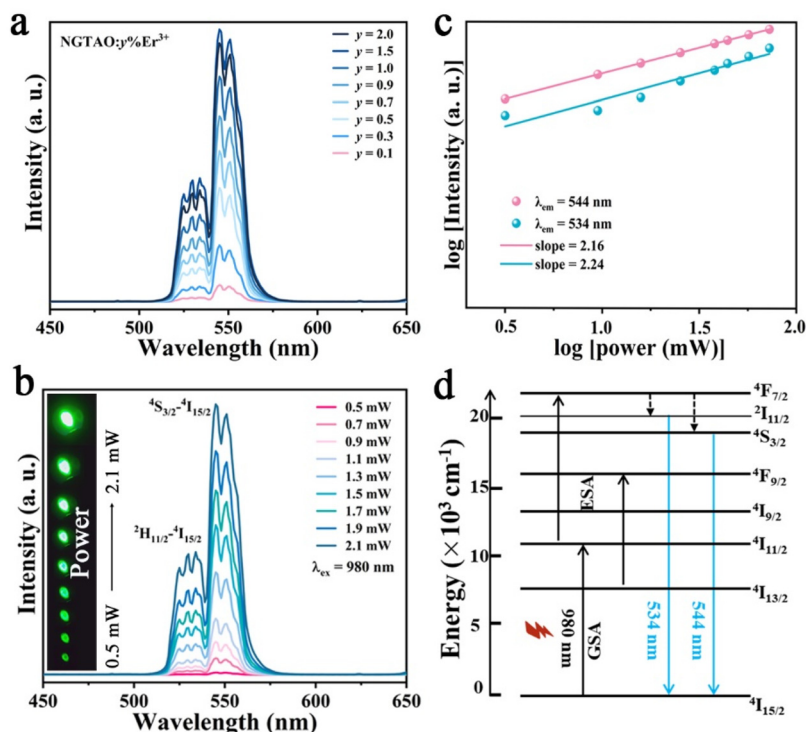 a
NGTAO:y%Er³⁺
y = 2.0
y = 1.5
y = 1.0
y = 0.9
y = 0.7
y = 0.5
y = 0.3
y = 0.1
Intensity (a. u.)
450 500 550 600 650
Wavelength (nm)
c
log [Intensity (a. u.)]
λem = 544 nm
λem = 534 nm
slope = 2.16
slope = 2.24
0.5 1.0 1.5 2.0
log [power (mW)]
b
⁴S3/2-⁴I15/2
²H11/2-⁴I15/2
0.5 mW
0.7 mW
0.9 mW
1.1 mW
1.3 mW
1.5 mW
1.7 mW
1.9 mW
2.1 mW
λex = 980 nm
Power
0.5 mW
2.1 mW
Intensity (a. u.)
450 500 550 600 650
Wavelength (nm)
d
Energy (×10³ cm⁻¹)
20
15
10
5
0
⁴F7/2
²I11/2
⁴S3/2
⁴F9/2
⁴I9/2
⁴I11/2
⁴I13/2
⁴I15/2
ESA
980 nm
GSA
534 nm
544 nm